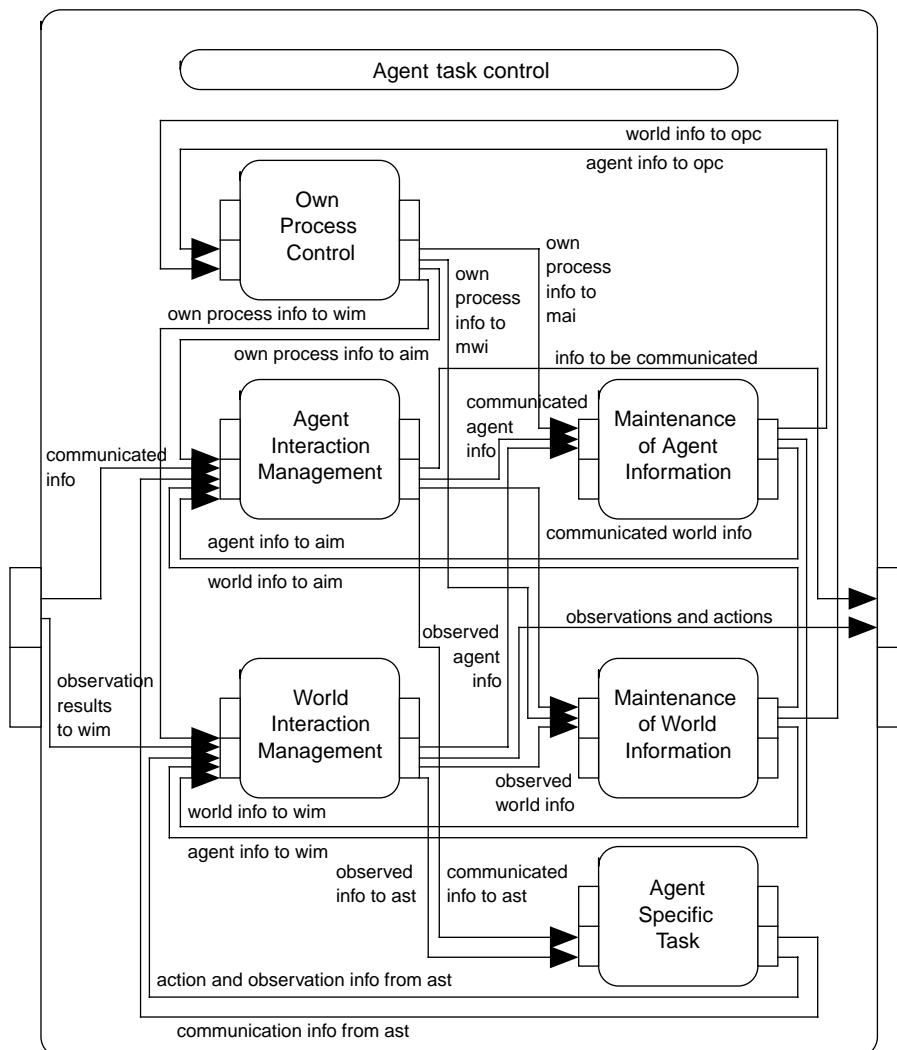 Agent task control
world info to opc
agent info to opc
Own
Process
Control
own
process
info to
mai
own
process
info to
mwi
own process info to wim
own process info to aim
info to be communicated
Agent
Interaction
Management
communicated
agent
info
Maintenance
of Agent
Information
communicated
info
agent info to aim
communicated world info
world info to aim
observations and actions
observed
agent
info
observation
results
to wim
World
Interaction
Management
Maintenance
of World
Information
observed
world info
world info to wim
agent info to wim
observed
info to ast
communicated
info to ast
Agent
Specific
Task
action and observation info from ast
communication info from ast